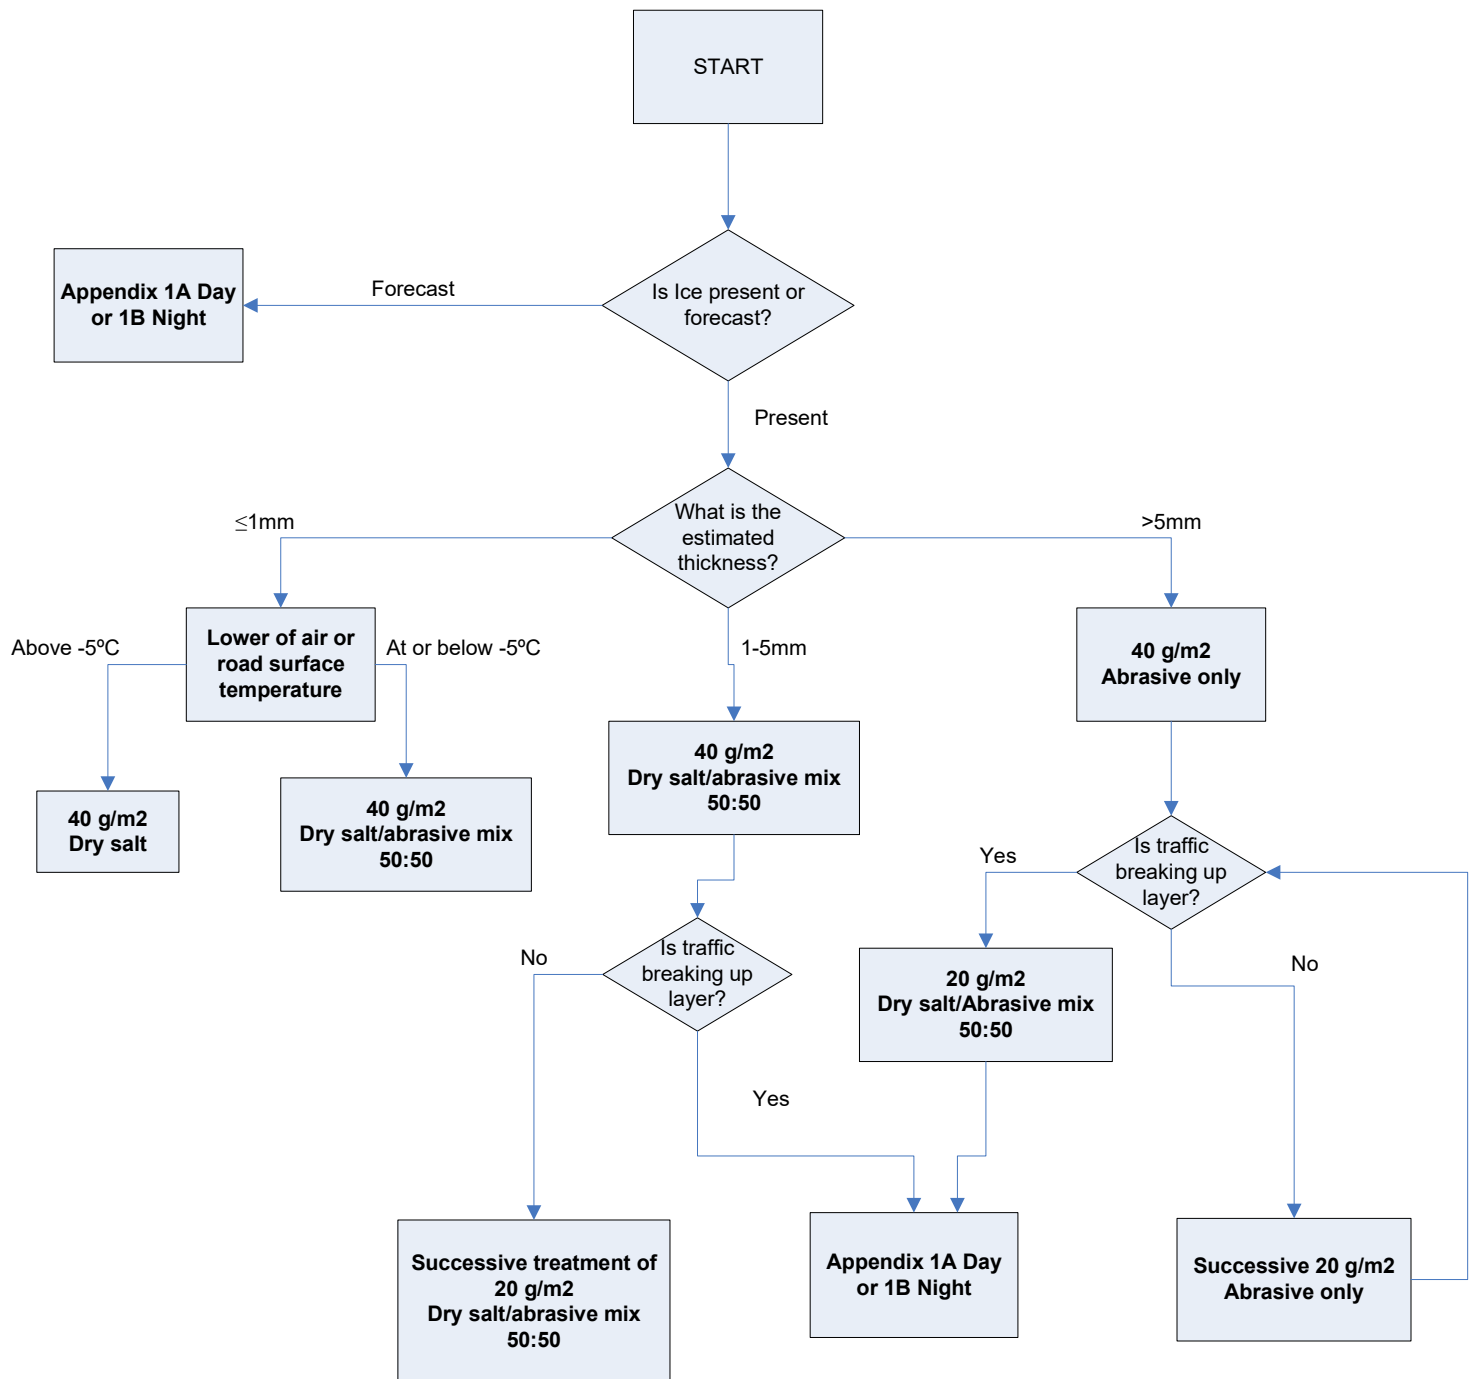 START
Is Ice present or
forecast?
Forecast
Appendix 1A Day
or 1B Night
Present
What is the
estimated
thickness?
≤1mm
>5mm
1-5mm
Lower of air or
road surface
temperature
Above -5ºC
At or below -5ºC
40 g/m2
Dry salt
40 g/m2
Dry salt/abrasive mix
50:50
40 g/m2
Dry salt/abrasive mix
50:50
40 g/m2
Abrasive only
Is traffic
breaking up
layer?
No
Yes
Is traffic
breaking up
layer?
Yes
No
20 g/m2
Dry salt/Abrasive mix
50:50
Successive treatment of
20 g/m2
Dry salt/abrasive mix
50:50
Appendix 1A Day
or 1B Night
Successive 20 g/m2
Abrasive only